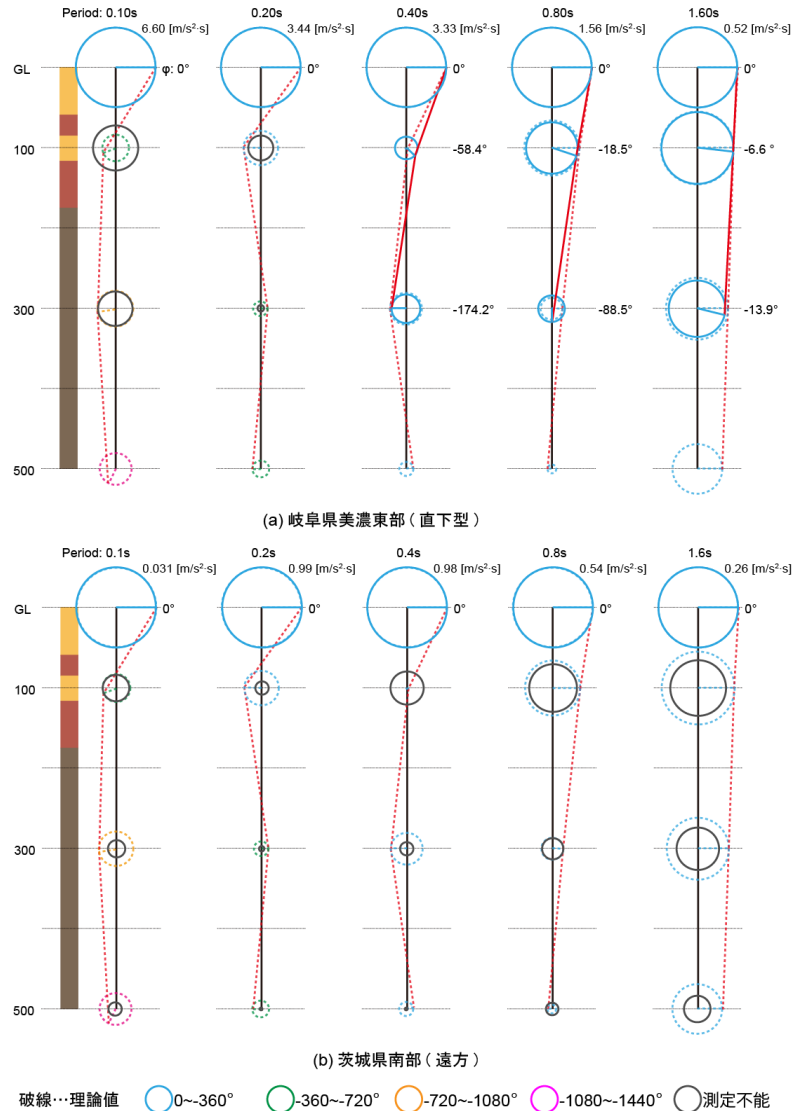 Period: 0.10s 0.20s 0.40s 0.80s 1.60s
6.60 [m/s²·s] 3.44 [m/s²·s] 3.33 [m/s²·s] 1.56 [m/s²·s] 0.52 [m/s²·s]
GL φ: 0° 0° 0° 0° 0°
100 -58.4° -18.5° -6.6 °
300 -174.2° -88.5° -13.9°
500
(a) 岐阜県美濃東部 ( 直下型 )
Period: 0.1s 0.2s 0.4s 0.8s 1.6s
0.031 [m/s²·s] 0.99 [m/s²·s] 0.98 [m/s²·s] 0.54 [m/s²·s] 0.26 [m/s²·s]
GL 0° 0° 0° 0° 0°
100
300
500
(b) 茨城県南部 ( 遠方 )
破線…理論値 0~-360° -360~-720° -720~-1080° -1080~-1440° 測定不能